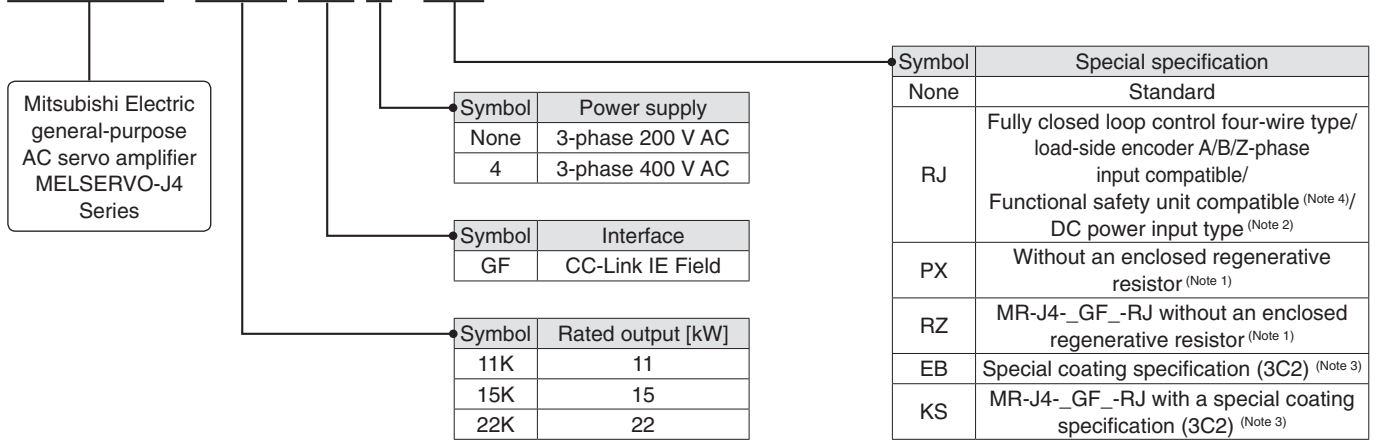 Mitsubishi Electric
general-purpose
AC servo amplifier
MELSERVO-J4
Series
Symbol Power supply
None 3-phase 200 V AC
4 3-phase 400 V AC
Symbol Interface
GF CC-Link IE Field
Symbol Rated output [kW]
11K 11
15K 15
22K 22
Symbol Special specification
None Standard
RJ
Fully closed loop control four-wire type/
load-side encoder A/B/Z-phase
input compatible/
Functional safety unit compatible (Note 4)/
DC power input type (Note 2)
PX
Without an enclosed regenerative
resistor (Note 1)
RZ
MR-J4-_GF_-RJ without an enclosed
regenerative resistor (Note 1)
EB Special coating specification (3C2) (Note 3)
KS
MR-J4-_GF_-RJ with a special coating
specification (3C2) (Note 3)